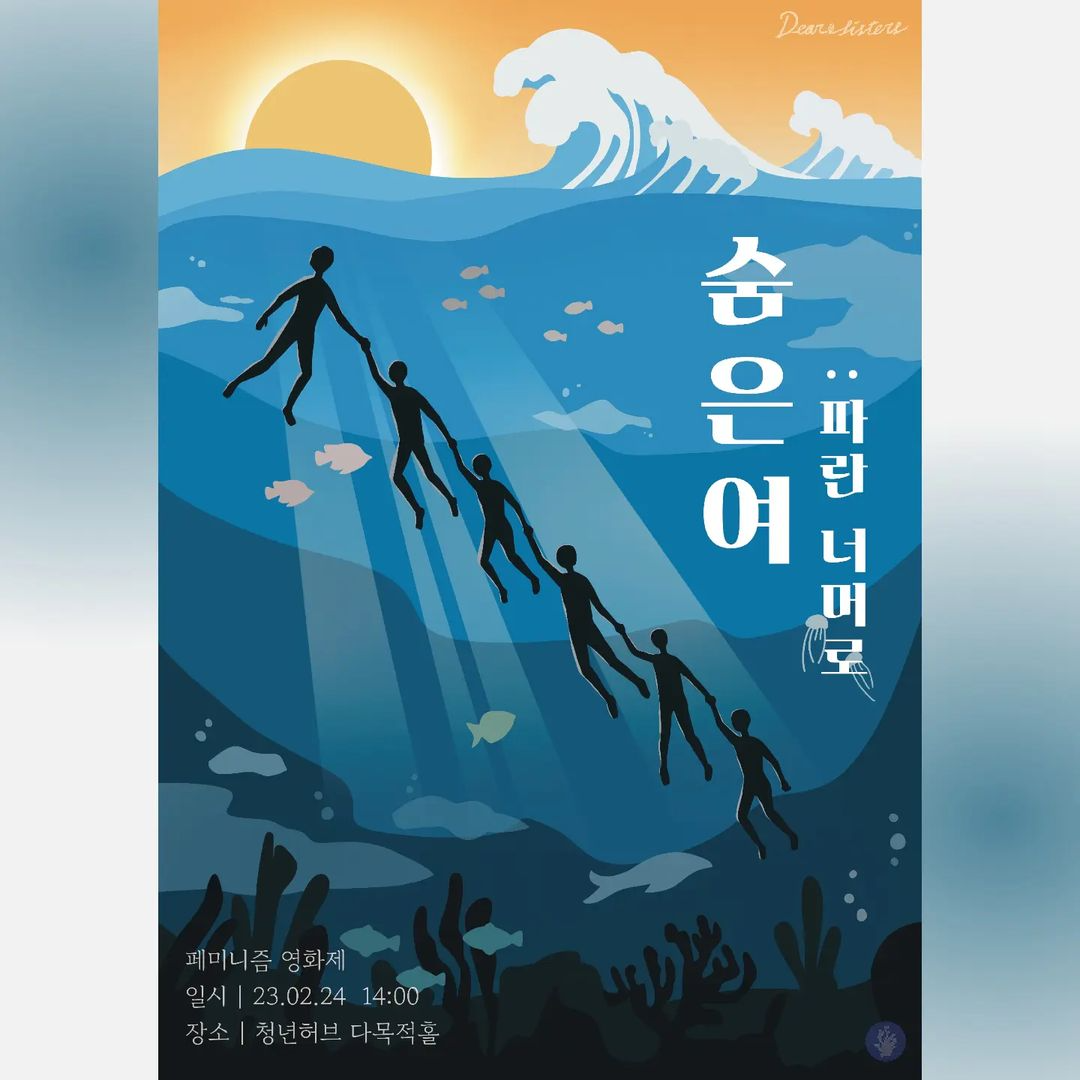 Dear sisters
숨은여
:파란 너머로
페미니즘 영화제
일시 | 23.02.24 14:00
장소 | 청년허브 다목적홀